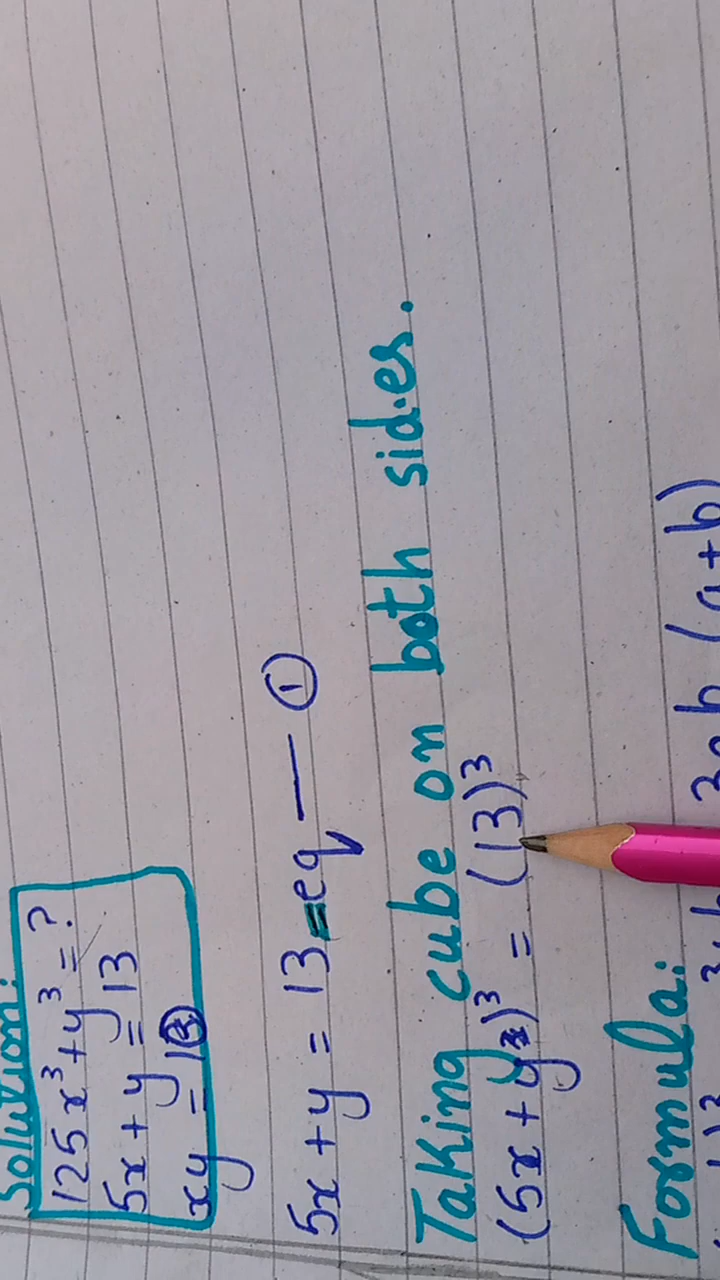 Solution:
125x³+y³=?
5x+y=13
xy=10
5x+y=13=eq — ①
Taking cube on both sides.
(5x+y)³ = (13)³
Formula:
(a+b)